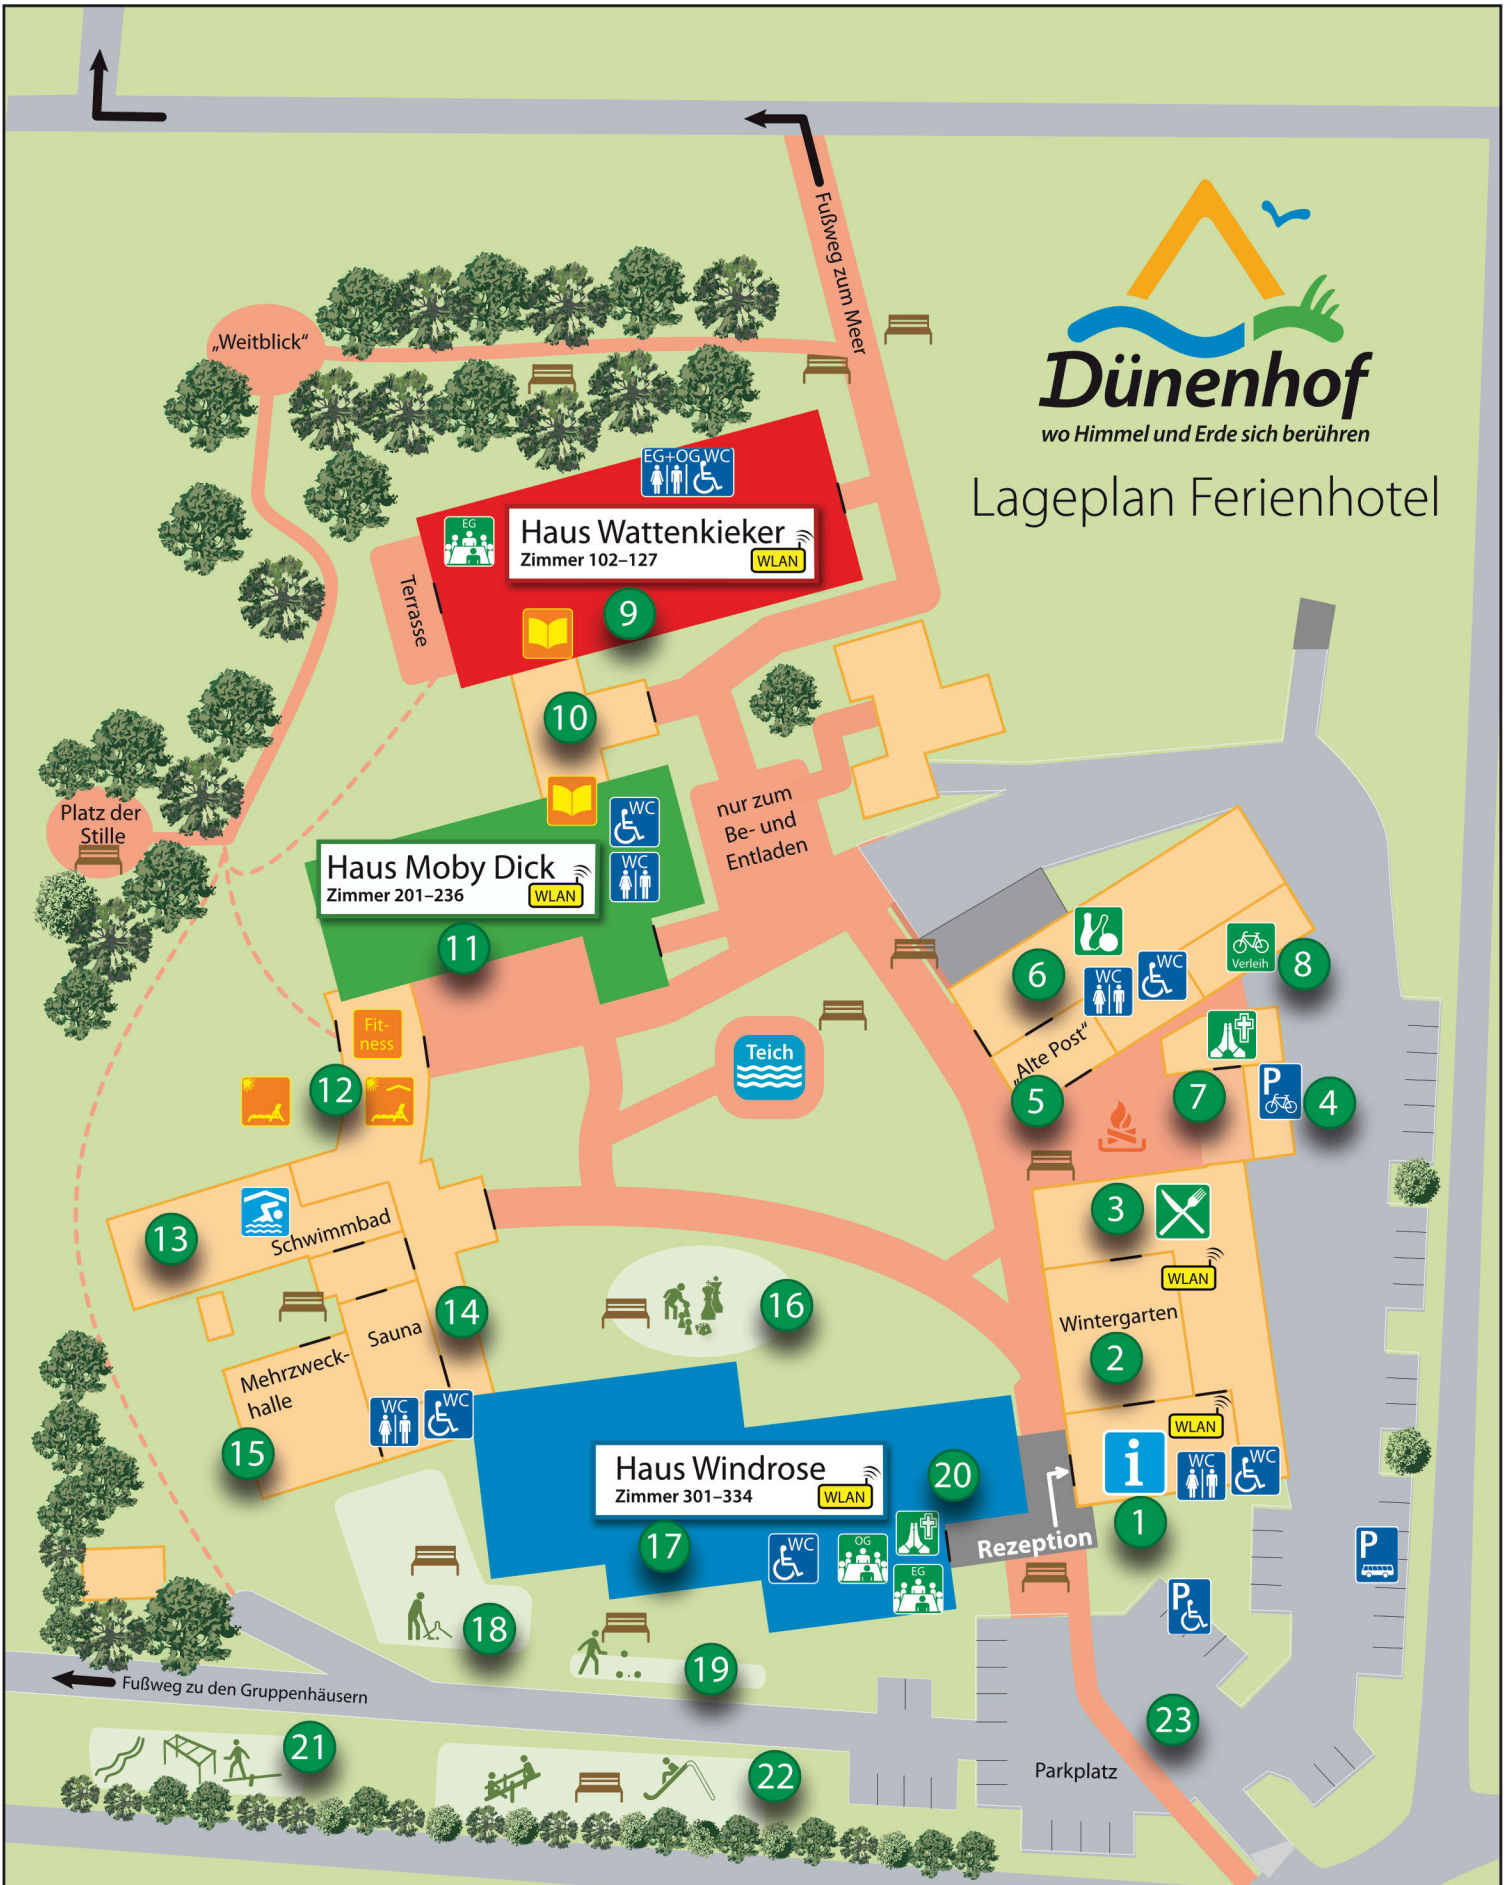 Fußweg zum Meer
Dünenhof
wo Himmel und Erde sich berühren
Lageplan Ferienhotel
„Weitblick“
EG+OG WC
EG
Haus Wattenkieker
Zimmer 102–127
WLAN
Terrasse
9
10
nur zum
Be- und
Entladen
Platz der
Stille
WC
WC
Haus Moby Dick
Zimmer 201–236
WLAN
11
6
WC
WC
Verleih
8
„Alte Post“
5
7
P
4
Fit-
ness
12
Teich
3
WLAN
13
Schwimmbad
14
Sauna
16
Wintergarten
2
Mehrzweck-
halle
15
WC
WC
WLAN
i
WC
WC
1
Haus Windrose
Zimmer 301–334
WLAN
20
17
WC
OG
EG
Rezeption
P
P
18
19
Fußweg zu den Gruppenhäusern
21
22
23
Parkplatz